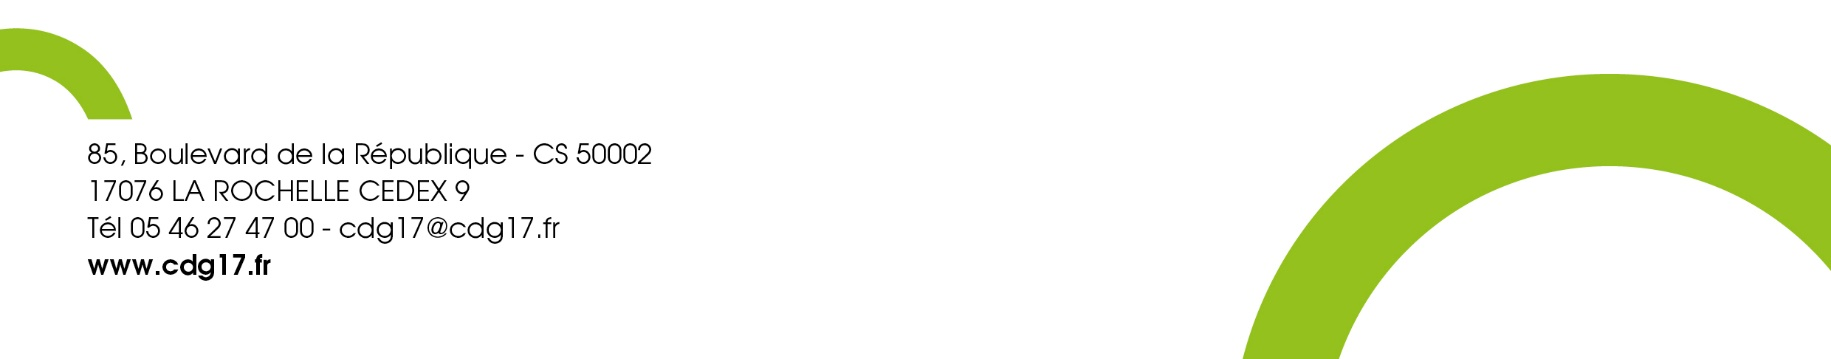 85, Boulevard de la République - CS 50002
17076 LA ROCHELLE CEDEX 9
Tél 05 46 27 47 00 - cdg17@cdg17.fr
www.cdg17.fr